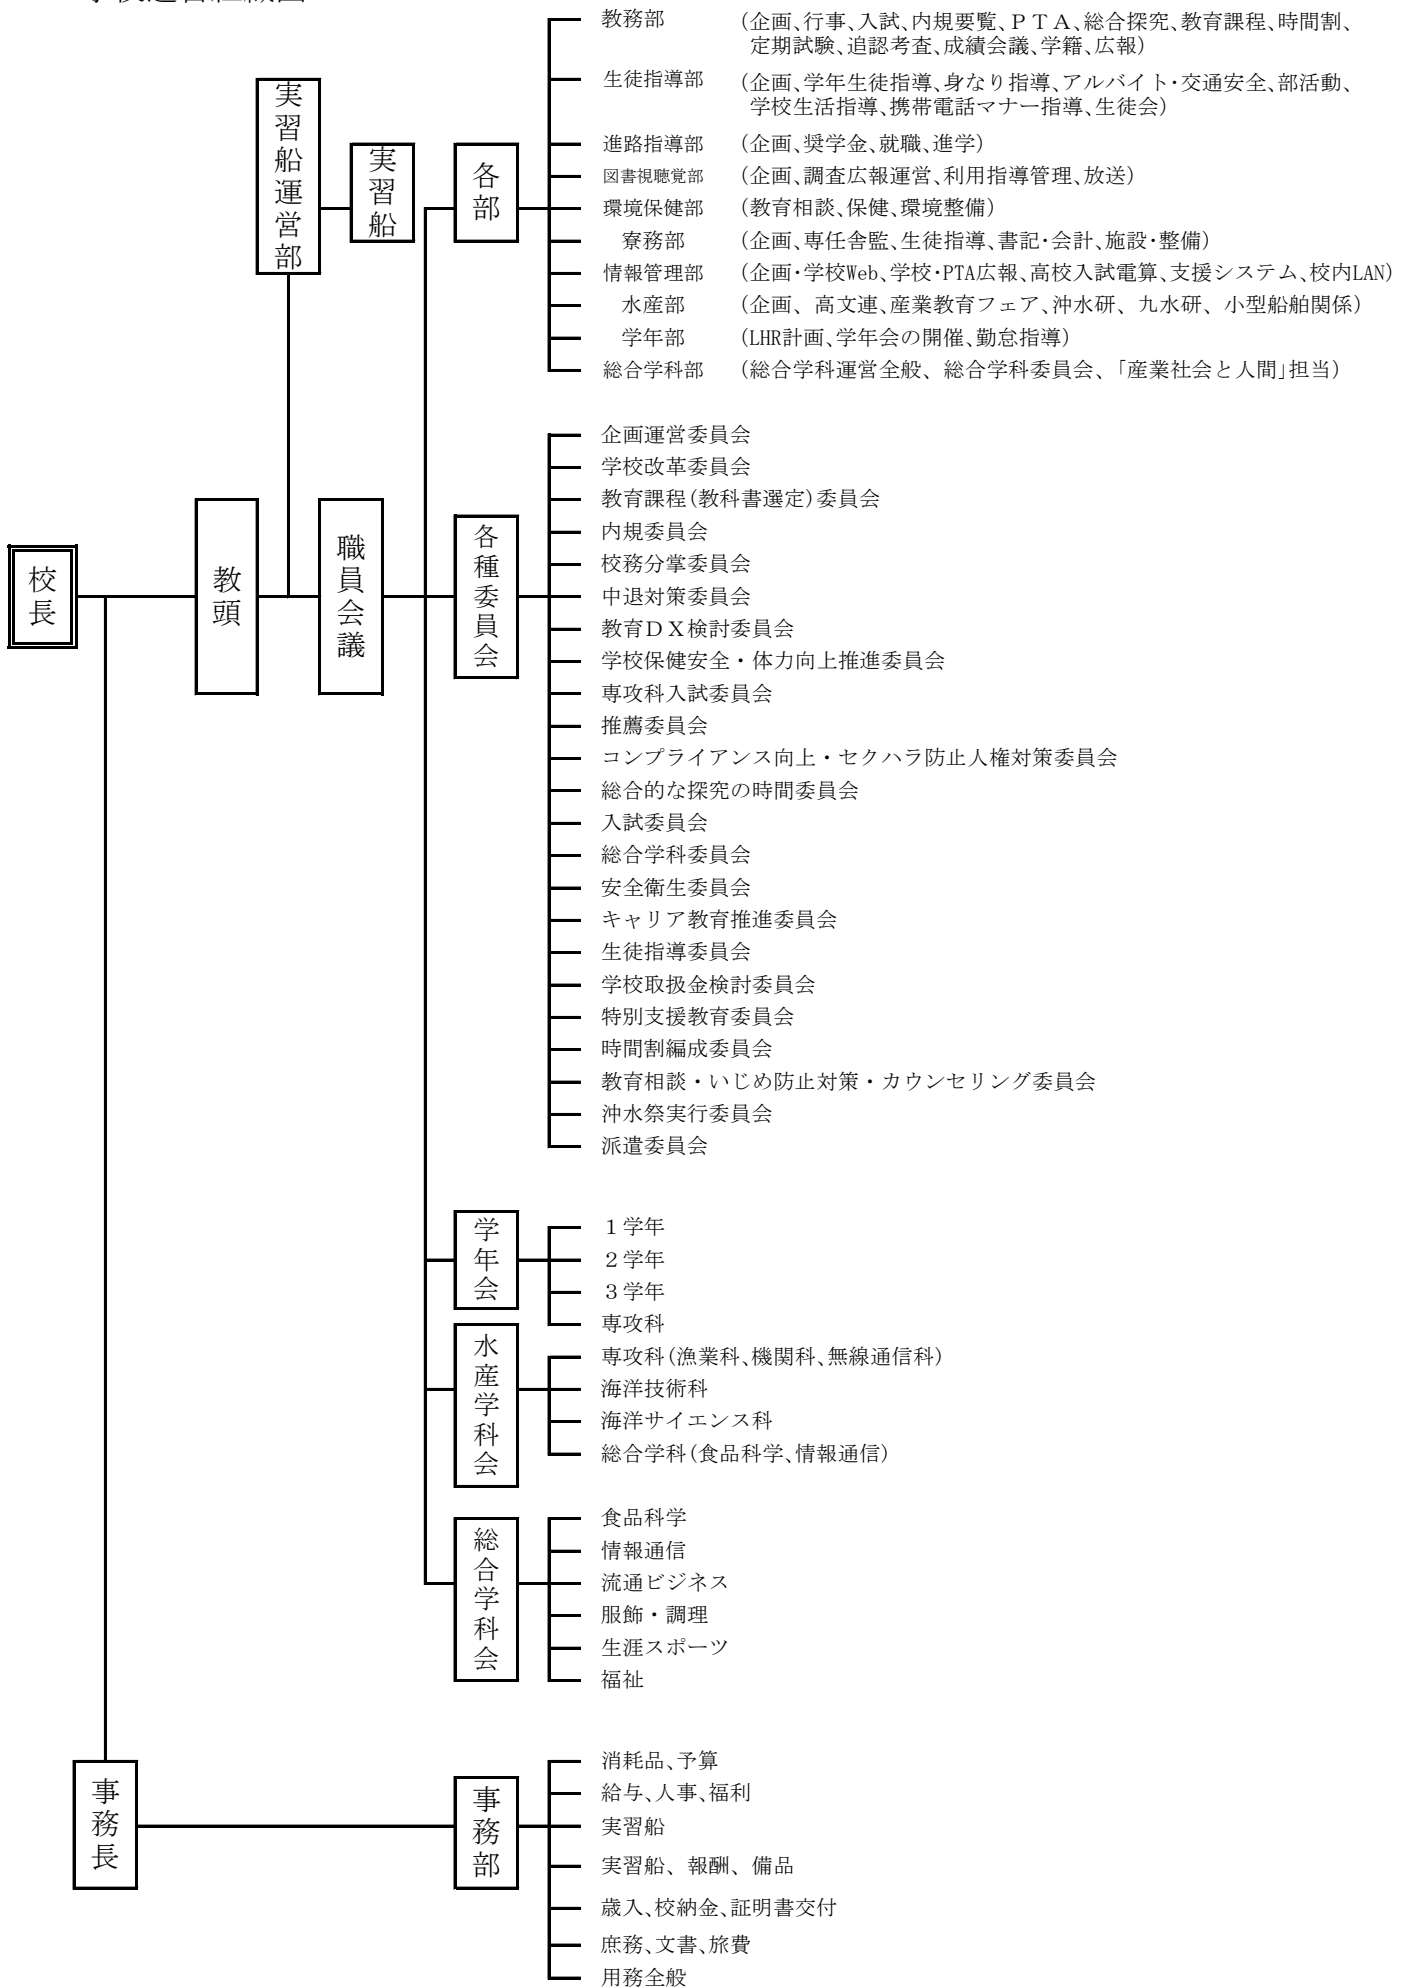 教務部 (企画、行事、入試、内規要覧、ＰＴＡ、総合探究、教育課程、時間割、
定期試験、追認考査、成績会議、学籍、広報)
生徒指導部 (企画、学年生徒指導、身なり指導、アルバイト・交通安全、部活動、
学校生活指導、携帯電話マナー指導、生徒会)
進路指導部 (企画、奨学金、就職、進学)
図書視聴覚部 (企画、調査広報運営、利用指導管理、放送)
環境保健部 (教育相談、保健、環境整備)
寮務部 (企画、専任舎監、生徒指導、書記・会計、施設・整備)
情報管理部 (企画・学校Web、学校・PTA広報、高校入試電算、支援システム、校内LAN)
水産部 (企画、高文連、産業教育フェア、沖水研、九水研、小型船舶関係)
学年部 (LHR計画、学年会の開催、勤怠指導)
総合学科部 (総合学科運営全般、総合学科委員会、「産業社会と人間」担当)
実習船運営部
実習船
各部
企画運営委員会
学校改革委員会
教育課程(教科書選定)委員会
内規委員会
校務分掌委員会
中退対策委員会
教育ＤＸ検討委員会
学校保健安全・体力向上推進委員会
専攻科入試委員会
推薦委員会
コンプライアンス向上・セクハラ防止人権対策委員会
総合的な探究の時間委員会
入試委員会
総合学科委員会
安全衛生委員会
キャリア教育推進委員会
生徒指導委員会
学校取扱金検討委員会
特別支援教育委員会
時間割編成委員会
教育相談・いじめ防止対策・カウンセリング委員会
沖水祭実行委員会
派遣委員会
校長
教頭
職員会議
各種委員会
学年会
１学年
２学年
３学年
専攻科
水産学科会
専攻科(漁業科、機関科、無線通信科)
海洋技術科
海洋サイエンス科
総合学科(食品科学、情報通信)
総合学科会
食品科学
情報通信
流通ビジネス
服飾・調理
生涯スポーツ
福祉
事務長
事務部
消耗品、予算
給与、人事、福利
実習船
実習船、報酬、備品
歳入、校納金、証明書交付
庶務、文書、旅費
用務全般